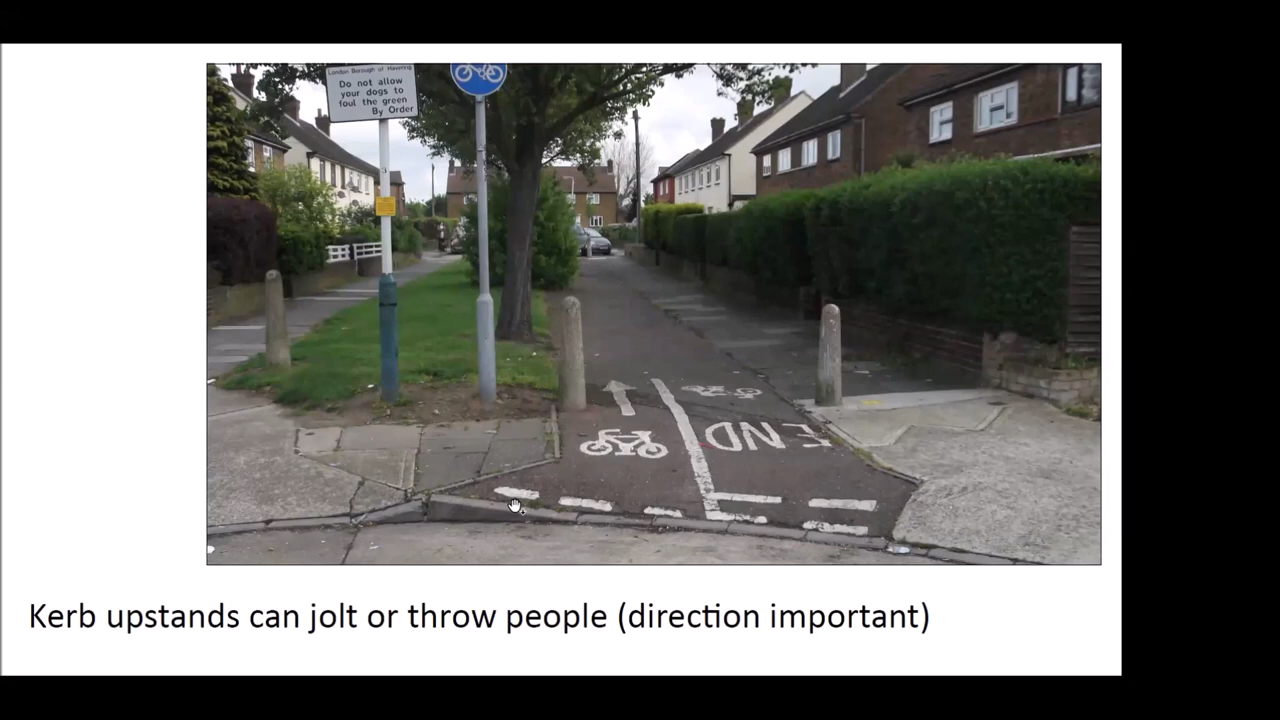 London Borough of Havering
Do not allow
your dogs to
foul the green
By Order
END
Kerb upstands can jolt or throw people (direction important)